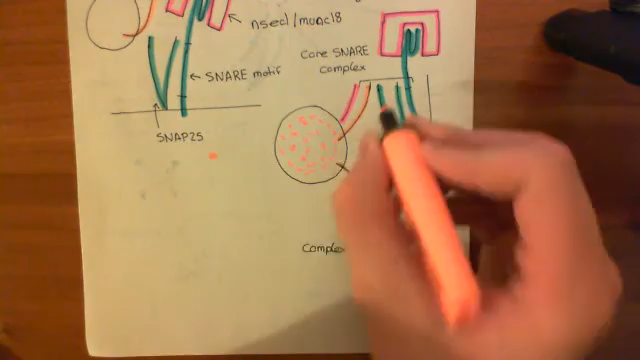 nsec1/munc18
Core SNARE
complex
SNARE motif
SNAP25
Complex